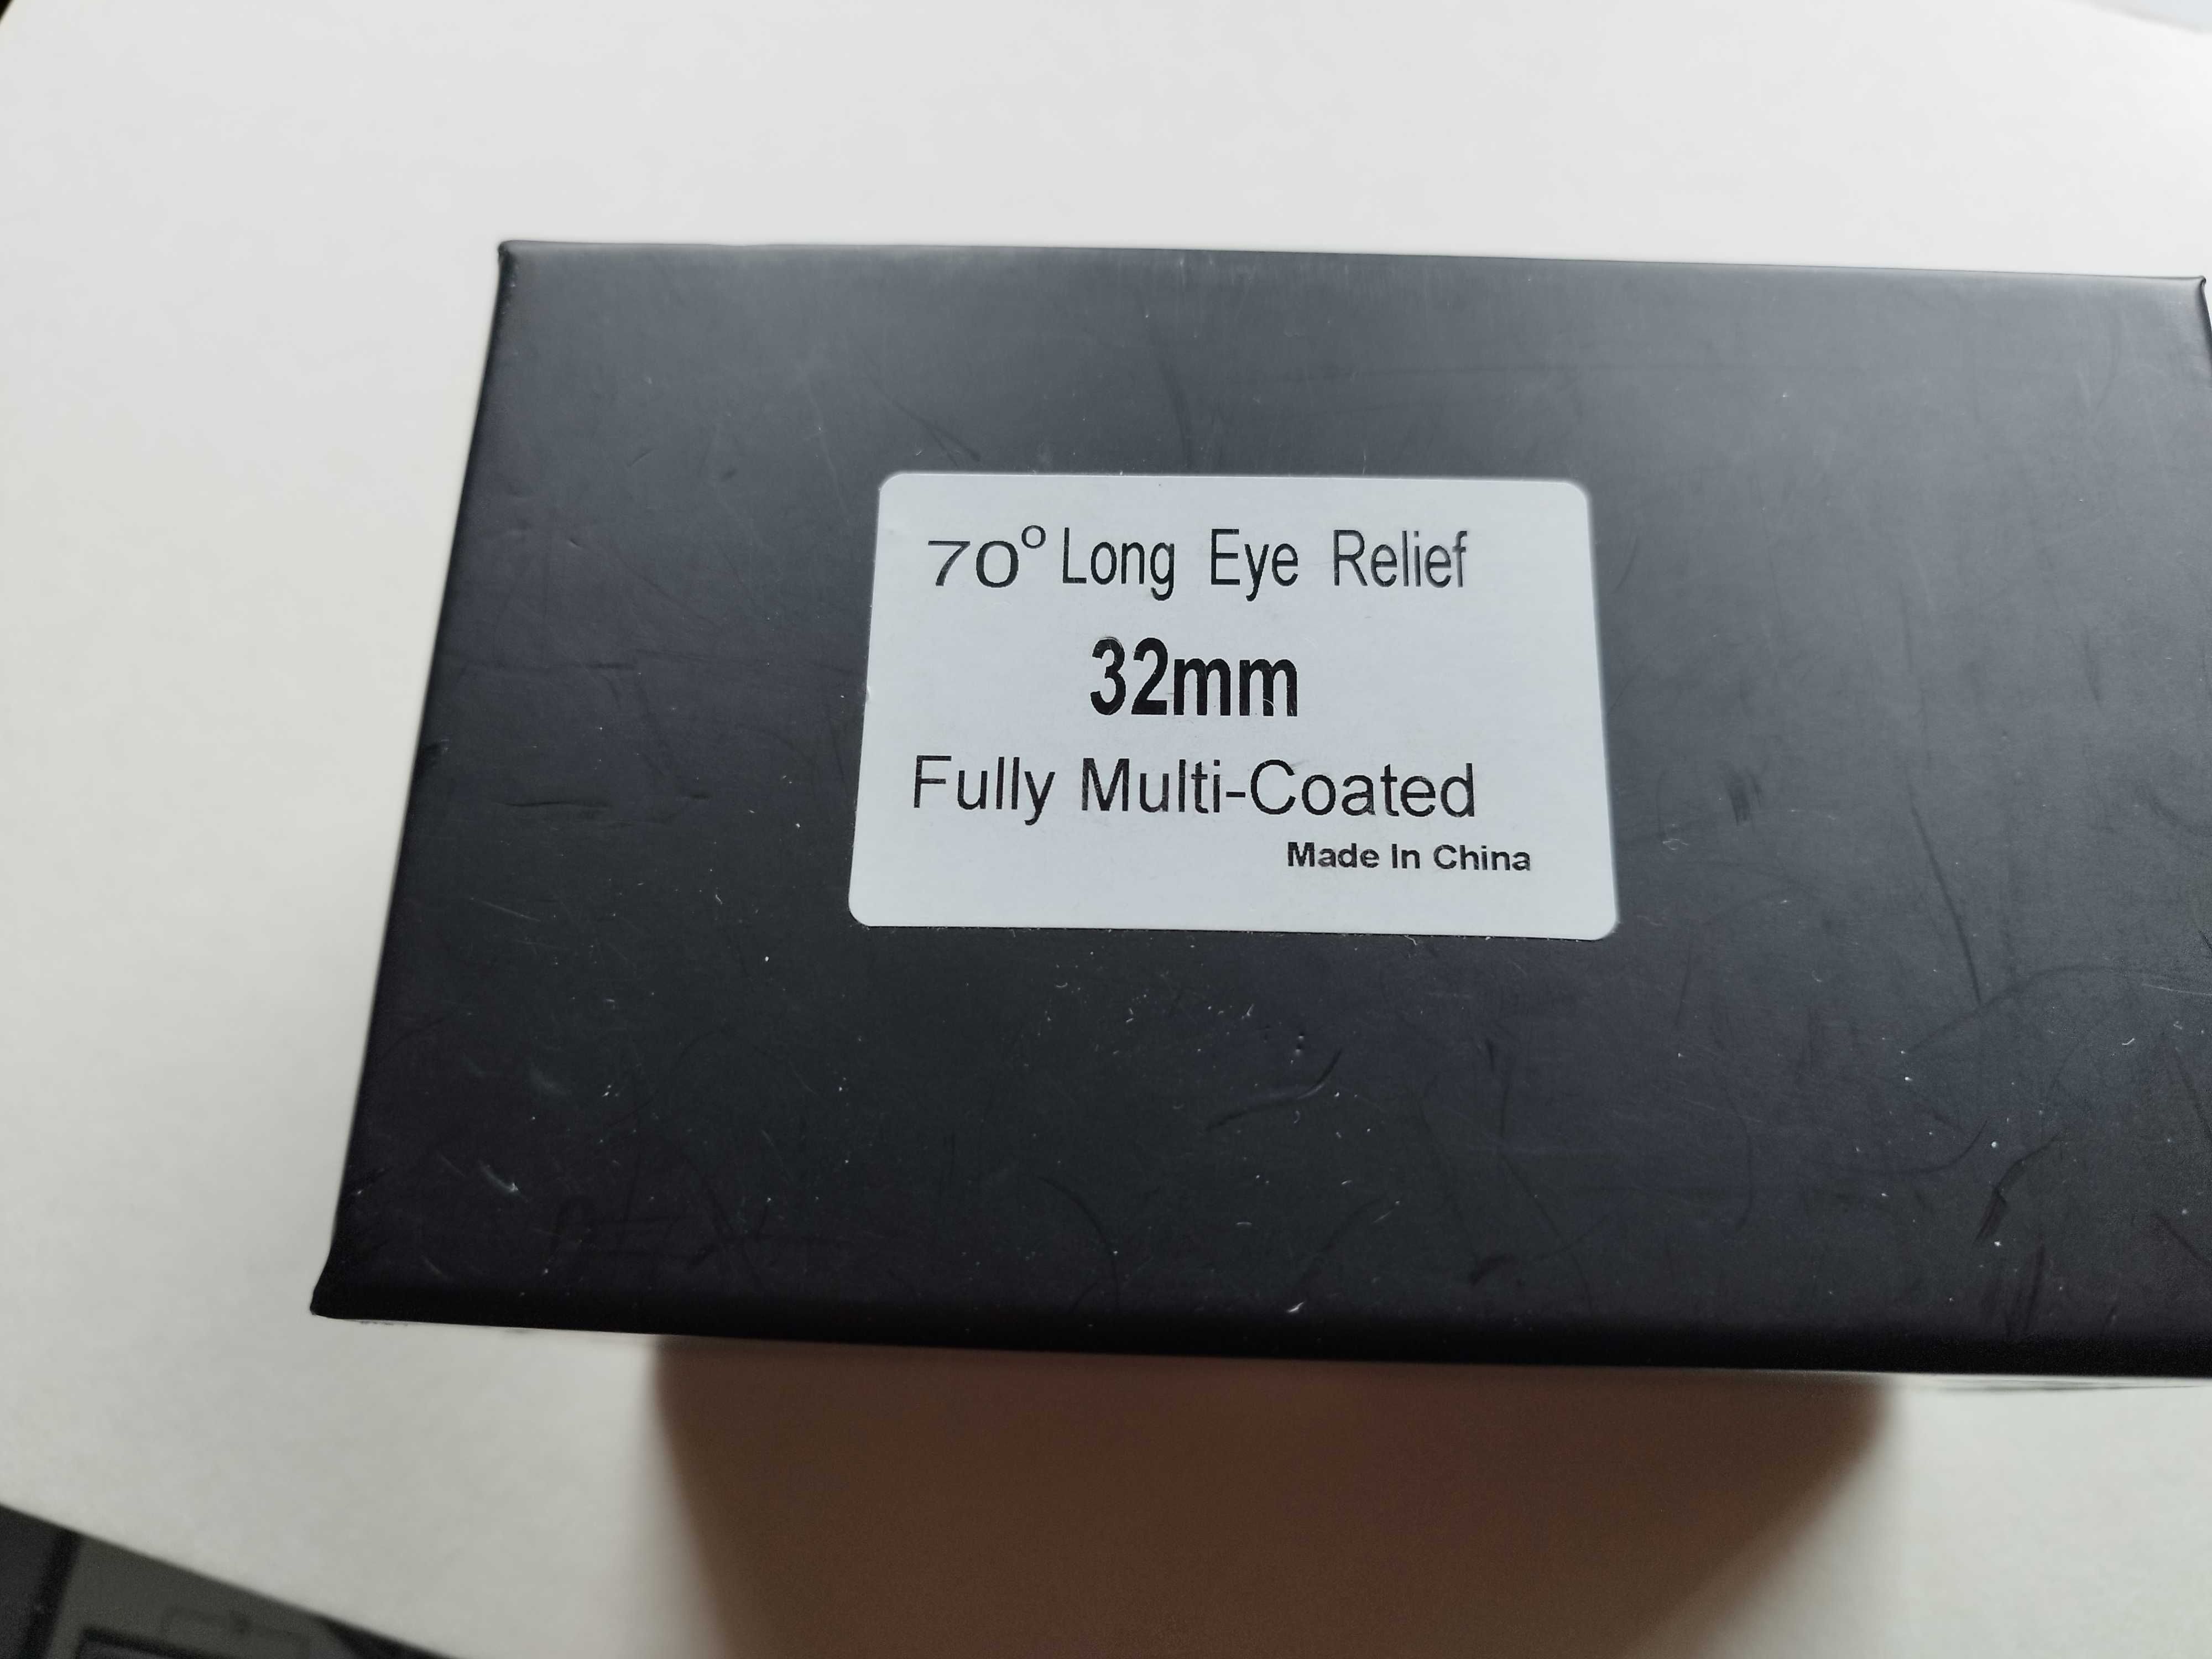 70° Long Eye Relief
32mm
Fully Multi-Coated
Made In China